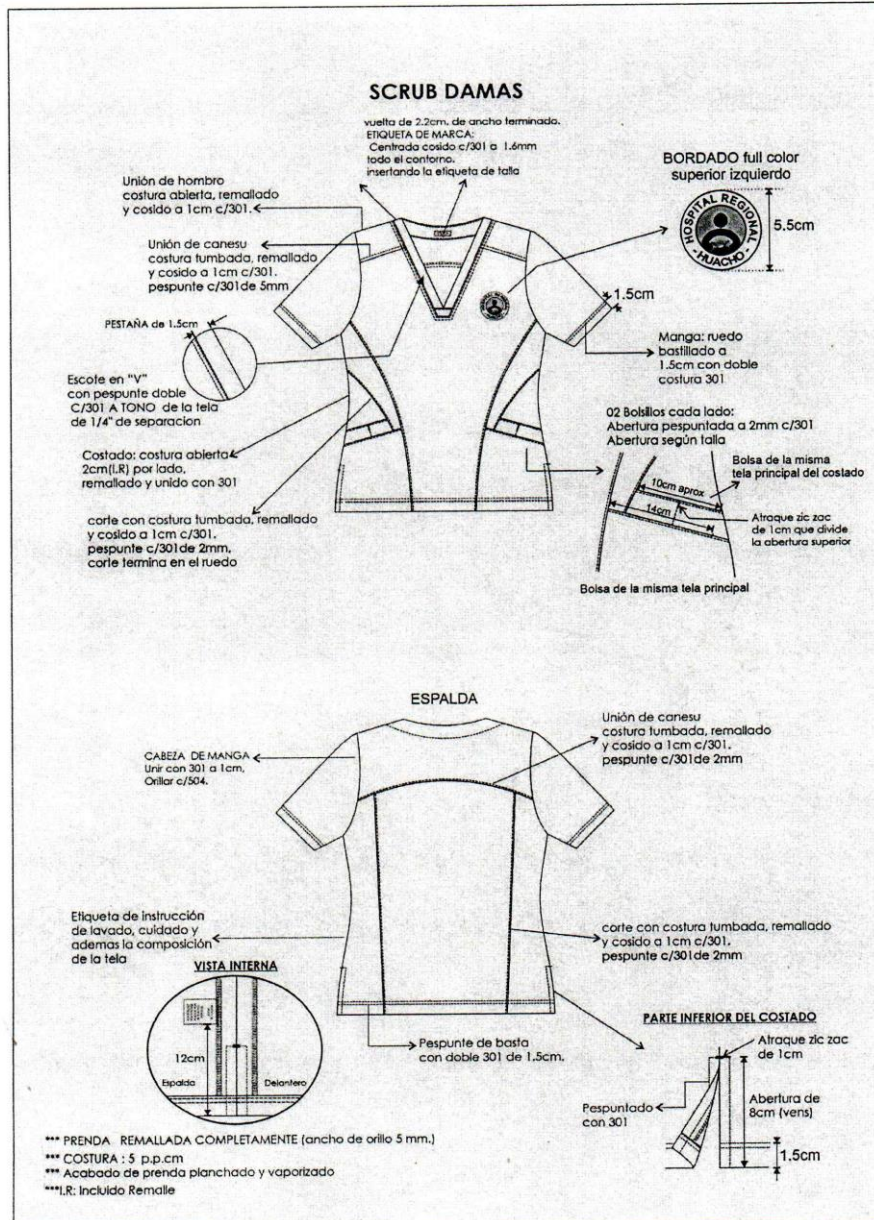 SCRUB DAMAS
vuelta de 2.2cm. de ancho terminado.
ETIQUETA DE MARCA:
Centrada cosido c/301 a 1.6mm
todo el contorno.
insertando la etiqueta de talla
BORDADO full color
superior izquierdo
HOSPITAL REGIONAL
- HUACHO -
5.5cm
Unión de hombro
costura abierta, remallado
y cosido a 1cm c/301.
Unión de canesu
costura tumbada, remallado
y cosido a 1cm c/301.
pespunte c/301de 5mm
1.5cm
PESTAÑA de 1.5cm
Manga: ruedo
bastillado a
1.5cm con doble
costura 301
Escote en "V"
con pespunte doble
C/301 A TONO de la tela
de 1/4" de separacion
02 Bolsillos cada lado:
Abertura pespuntada a 2mm c/301
Abertura según talla
Costado: costura abierta
2cm(I.R) por lado,
remallado y unido con 301
Bolsa de la misma
tela principal del costado
10cm aprox
14cm
Atraque zic zac
de 1cm que divide
la abertura superior
corte con costura tumbada, remallado
y cosido a 1cm c/301.
pespunte c/301de 2mm.
corte termina en el ruedo
Bolsa de la misma tela principal
ESPALDA
Unión de canesu
costura tumbada, remallado
y cosido a 1cm c/301.
pespunte c/301de 2mm
CABEZA DE MANGA
Unir con 301 a 1cm,
Orillar c/504.
Etiqueta de instrucción
de lavado, cuidado y
ademas la composición
de la tela
corte con costura tumbada, remallado
y cosido a 1cm c/301.
pespunte c/301de 2mm
VISTA INTERNA
12cm
Espalda
Delantero
Pespunte de basta
con doble 301 de 1.5cm.
PARTE INFERIOR DEL COSTADO
Atraque zic zac
de 1cm
Pespuntado
con 301
Abertura de
8cm (vens)
1.5cm
*** PRENDA REMALLADA COMPLETAMENTE (ancho de orillo 5 mm.)
*** COSTURA : 5 p.p.cm
*** Acabado de prenda planchado y vaporizado
***I.R: Incluido Remalle